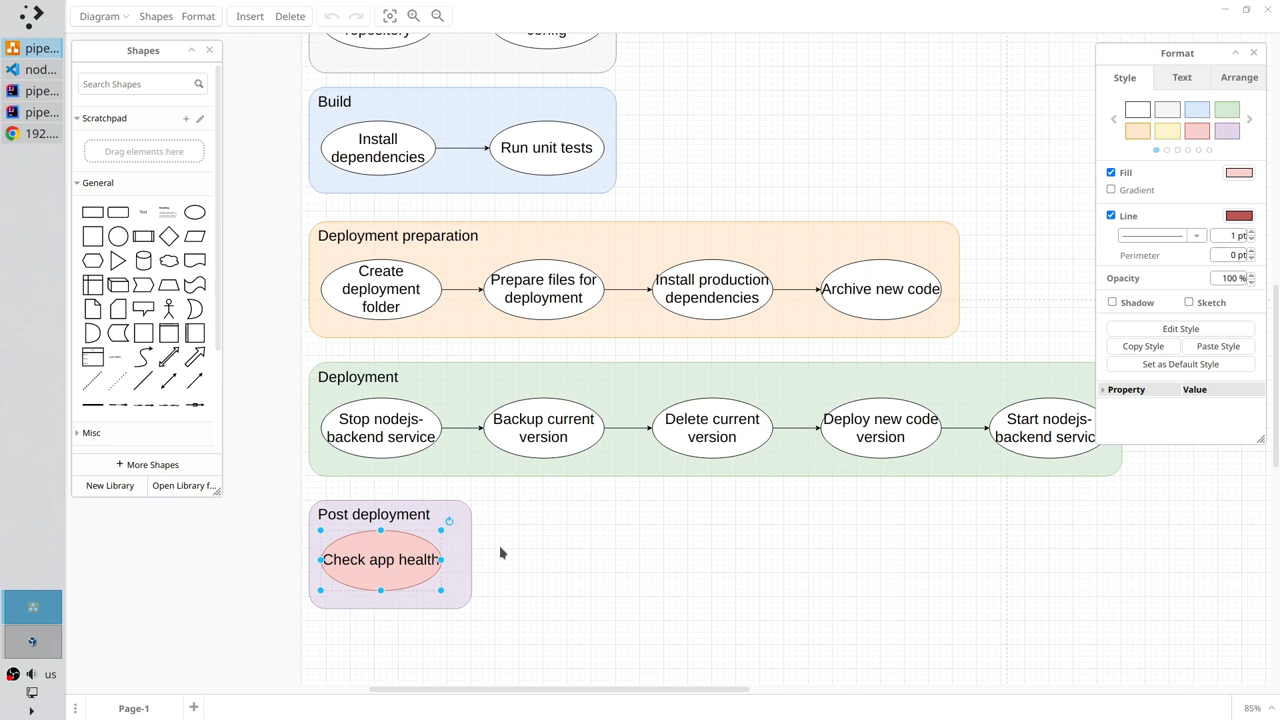 Diagram Shapes Format Insert Delete
pipe...
nod...
pipe...
pipe...
192....
us
Shapes
Search Shapes
Scratchpad
Drag elements here
General
Text
Heading
Misc
+ More Shapes
New Library
Open Library f...
repository
config
Build
Install
dependencies
Run unit tests
Deployment preparation
Create
deployment
folder
Prepare files for
deployment
Install production
dependencies
Archive new code
Deployment
Stop nodejs-
backend service
Backup current
version
Delete current
version
Deploy new code
version
Start nodejs-
backend servic
Post deployment
Check app health
Format
Style
Text
Arrange
Fill
Gradient
Line
1 pt
Perimeter
0 pt
Opacity
100 %
Shadow
Sketch
Edit Style
Copy Style
Paste Style
Set as Default Style
Property
Value
Page-1
85%